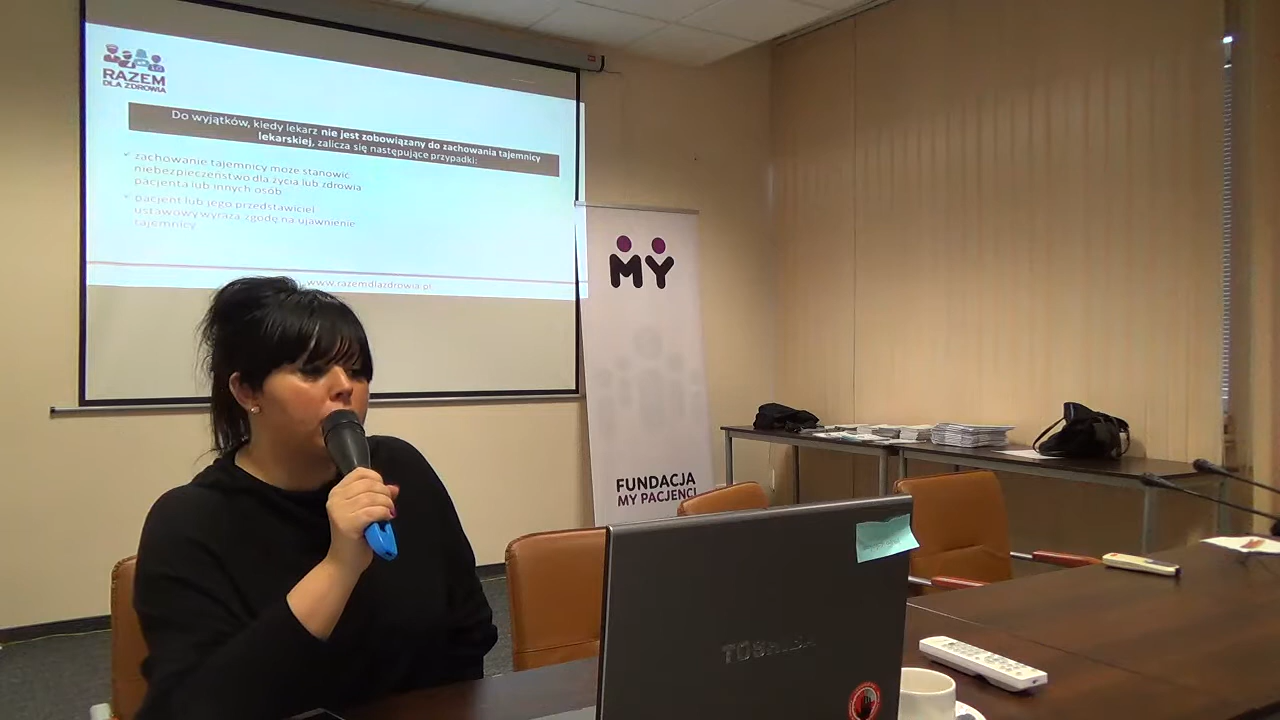 RAZEM
DLA ZDROWIA
Do wyjątków, kiedy lekarz nie jest zobowiązany do zachowania tajemnicy
lekarskiej, zalicza się następujące przypadki:
zachowanie tajemnicy może stanowić
niebezpieczeństwo dla życia lub zdrowia
pacjenta lub innych osób
pacjent lub jego przedstawiciel
ustawowy wyraża zgodę na ujawnienie
tajemnicy
www.razemdlazdrowia.pl
MY
FUNDACJA
MY PACJENCI
TOSHIBA